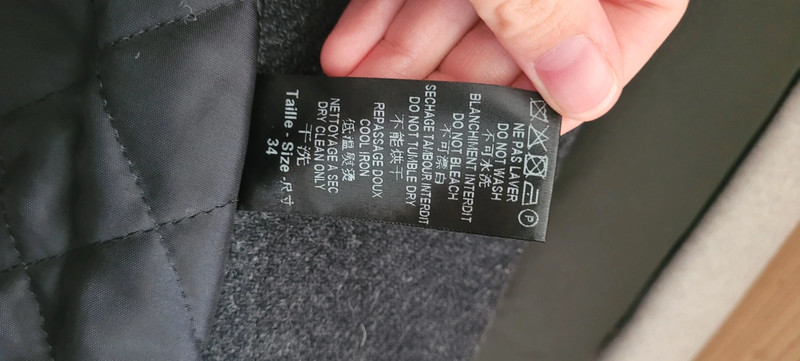 P
NE PAS LAVER
DO NOT WASH
不可水洗
BLANCHIMENT INTERDIT
DO NOT BLEACH
不可漂白
SECHAGE TAMBOUR INTERDIT
DO NOT TUMBLE DRY
不能烘干
REPASSAGE DOUX
COOL IRON
低温熨烫
NETTOYAGE A SEC
DRY CLEAN ONLY
干洗
Taille - Size - 尺寸
34